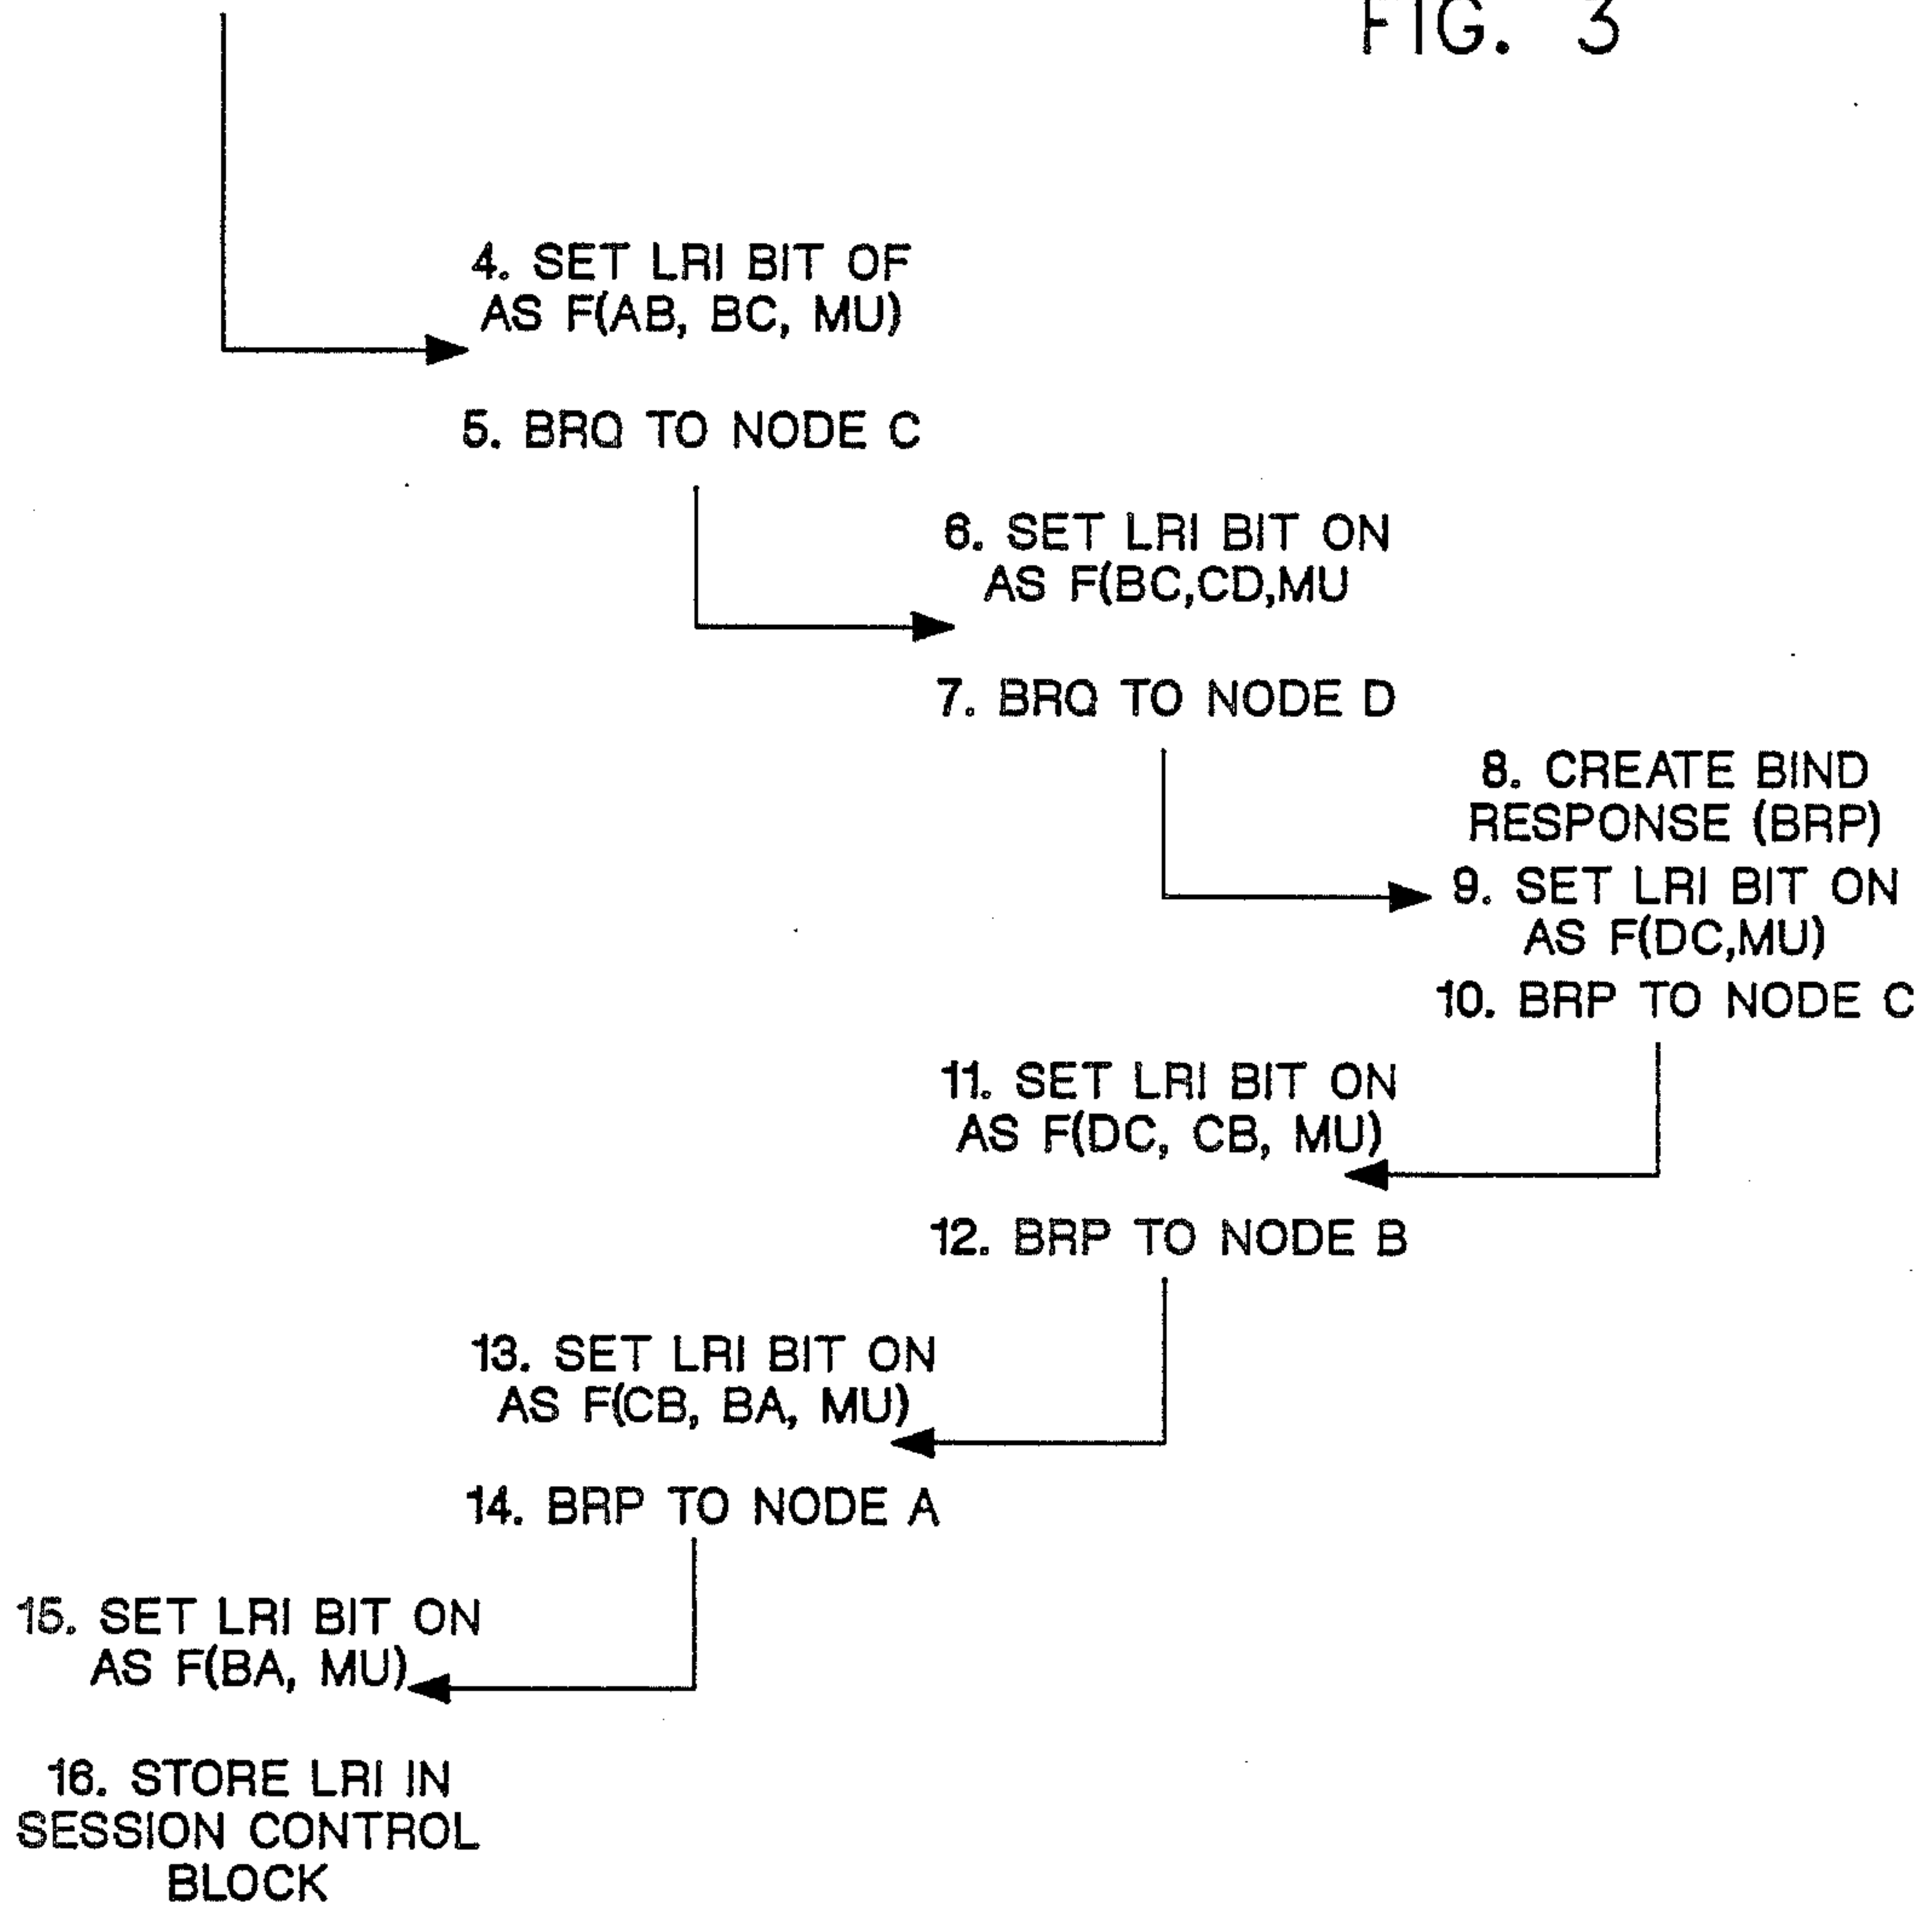 FIG. 3
4. SET LRI BIT OF
AS F(AB, BC, MU)
5. BRQ TO NODE C
6. SET LRI BIT ON
AS F(BC,CD,MU
7. BRQ TO NODE D
8. CREATE BIND
RESPONSE (BRP)
9. SET LRI BIT ON
AS F(DC,MU)
10. BRP TO NODE C
11. SET LRI BIT ON
AS F(DC, CB, MU)
12. BRP TO NODE B
13. SET LRI BIT ON
AS F(CB, BA, MU)
14. BRP TO NODE A
15. SET LRI BIT ON
AS F(BA, MU)
16. STORE LRI IN
SESSION CONTROL
BLOCK